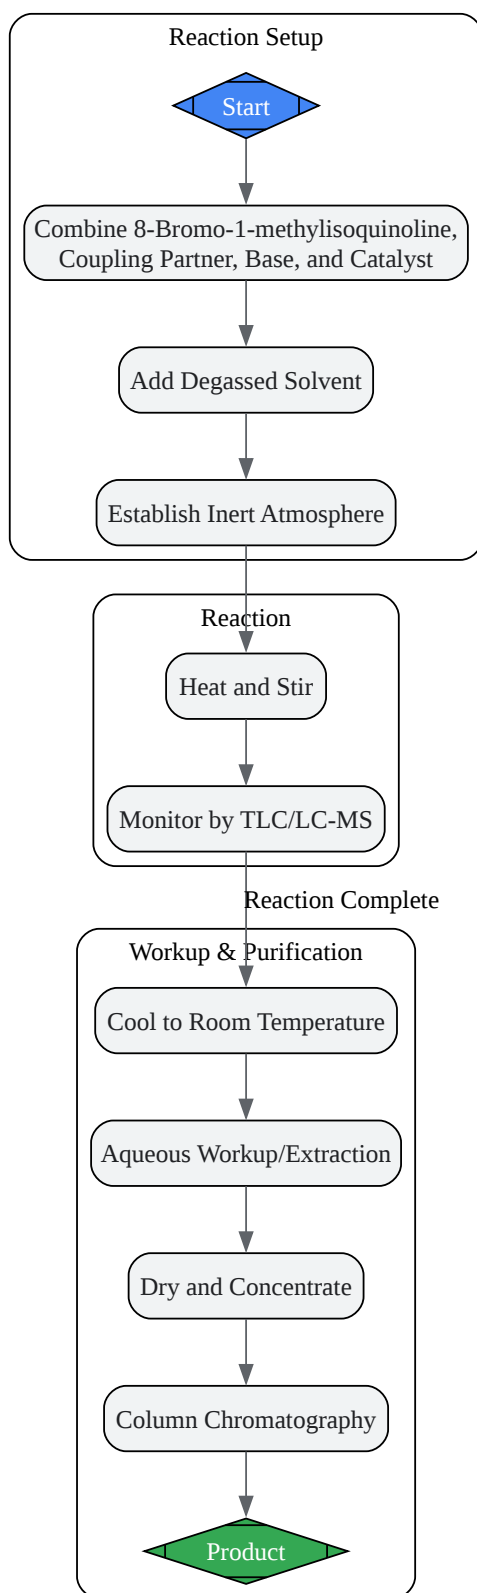 Reaction Setup
Start
Combine 8-Bromo-1-methylisoquinoline,
Coupling Partner, Base, and Catalyst
Add Degassed Solvent
Establish Inert Atmosphere
Reaction
Heat and Stir
Monitor by TLC/LC-MS
Reaction Complete
Workup & Purification
Cool to Room Temperature
Aqueous Workup/Extraction
Dry and Concentrate
Column Chromatography
Product